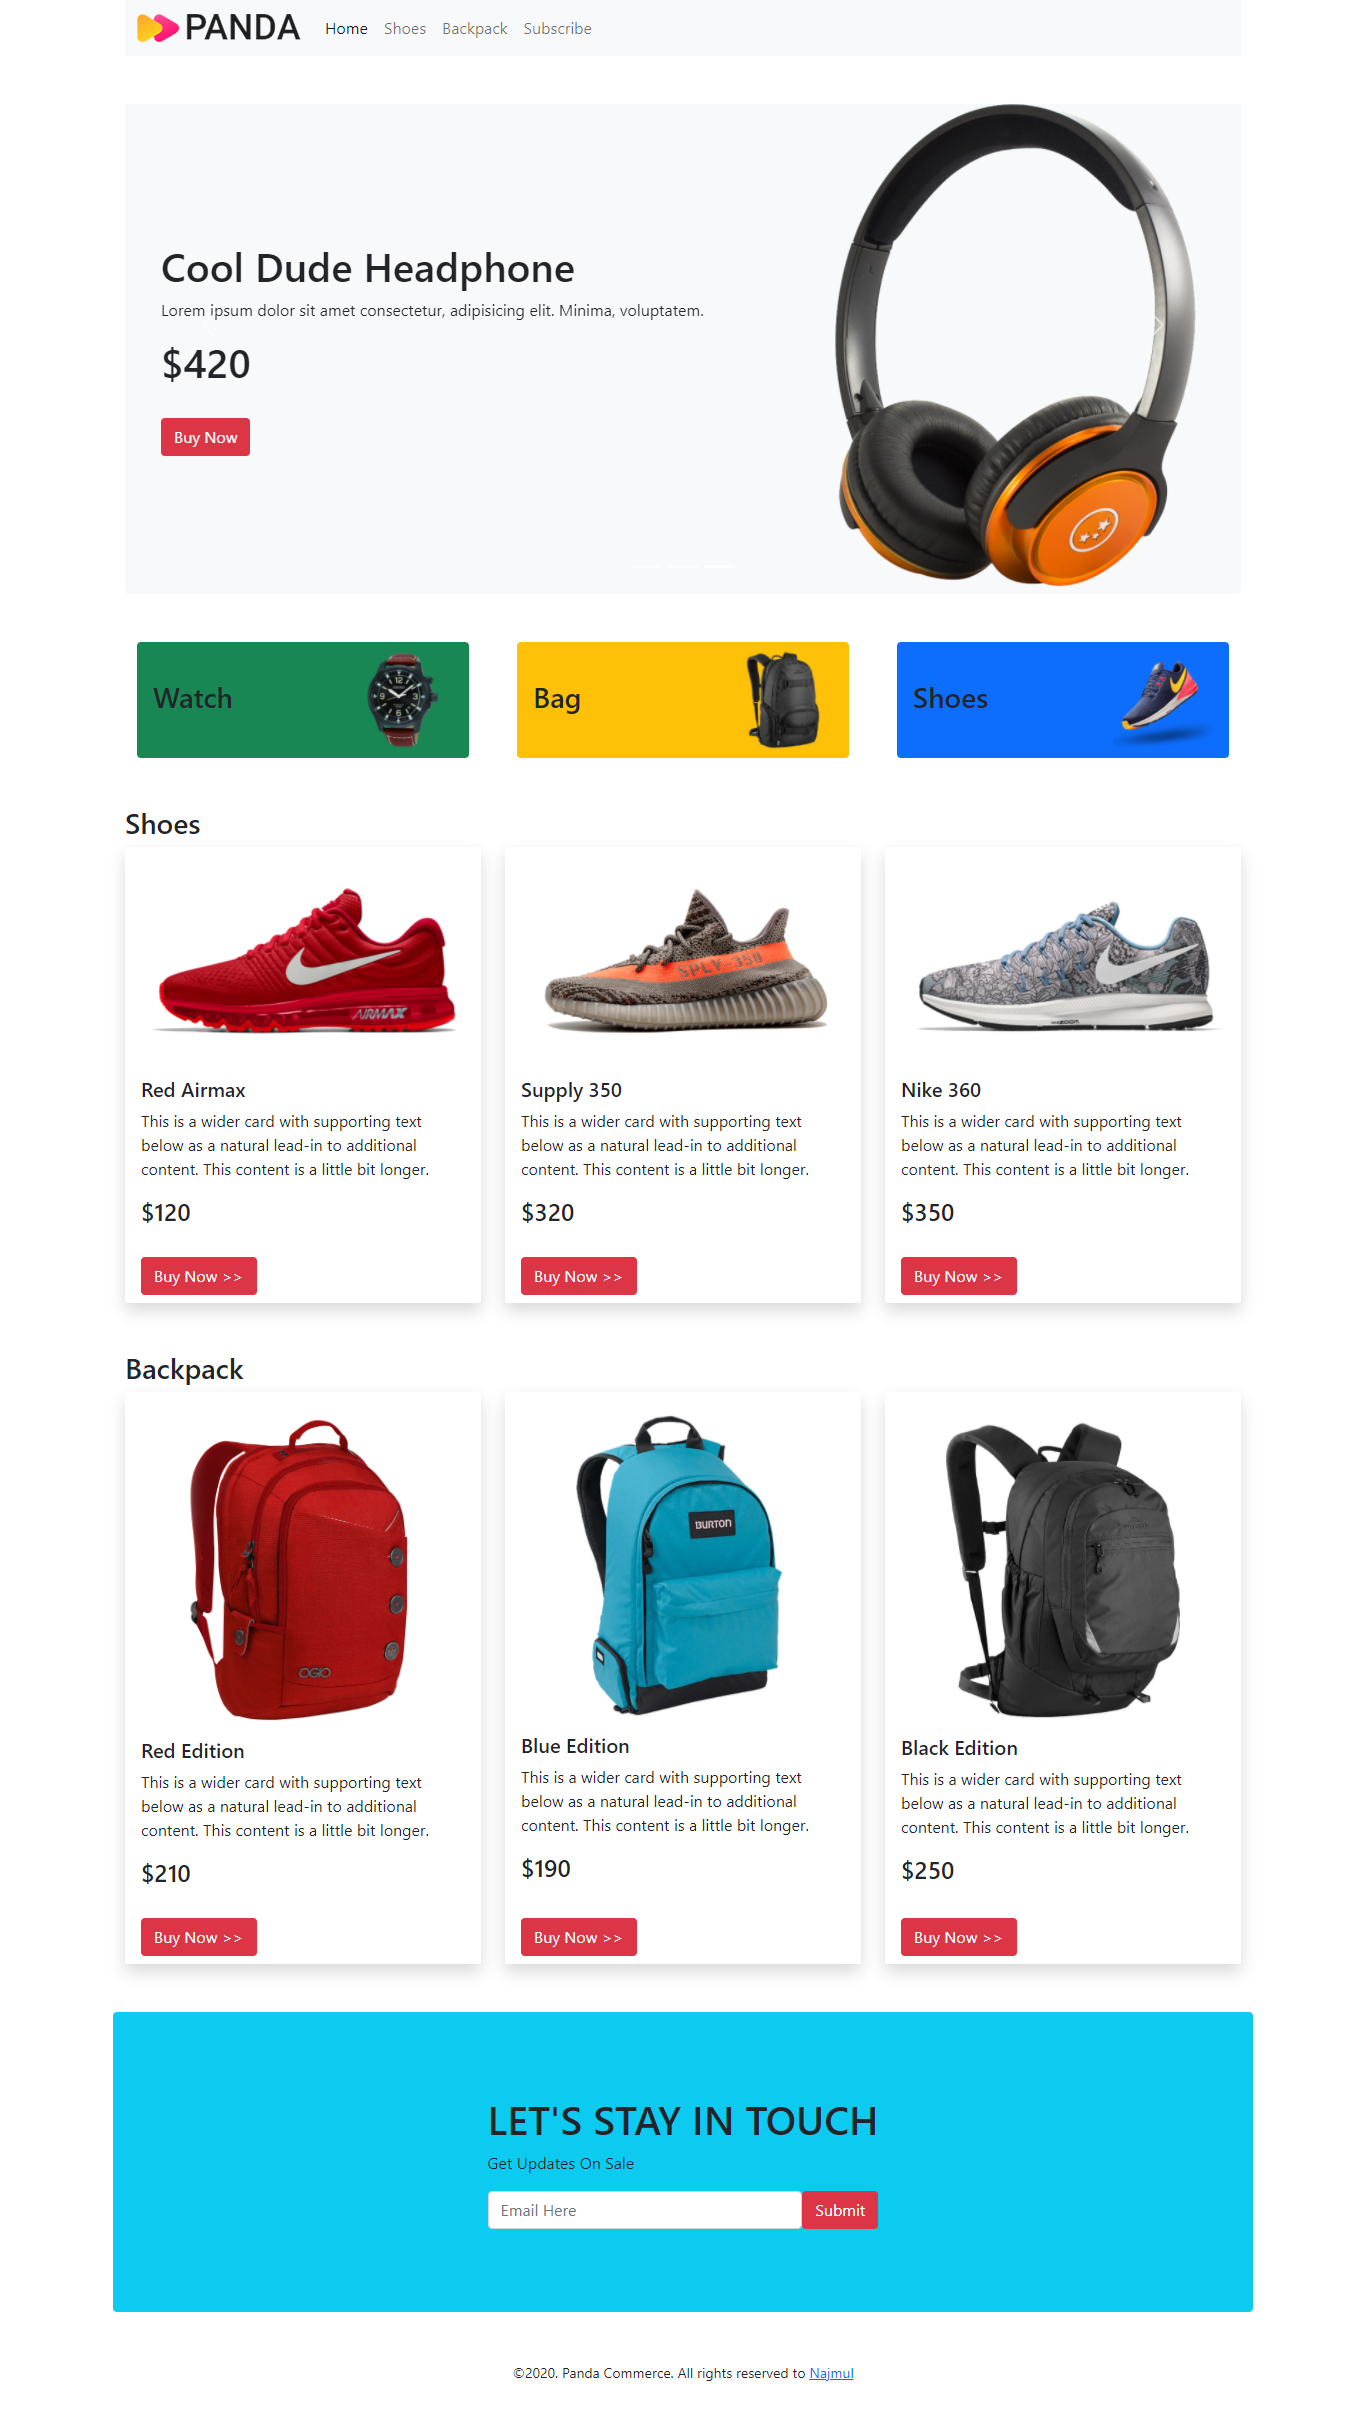 PANDA
Home Shoes Backpack Subscribe
Cool Dude Headphone
Lorem ipsum dolor sit amet consectetur, adipisicing elit. Minima, voluptatem.
$420
Buy Now
Watch
Bag
Shoes
Shoes
SPLY-350
AIRMAX
ZOOM
Red Airmax
This is a wider card with supporting text
below as a natural lead-in to additional
content. This content is a little bit longer.
$120
Buy Now >>
Supply 350
This is a wider card with supporting text
below as a natural lead-in to additional
content. This content is a little bit longer.
$320
Buy Now >>
Nike 360
This is a wider card with supporting text
below as a natural lead-in to additional
content. This content is a little bit longer.
$350
Buy Now >>
Backpack
OGIO
BURTON
Red Edition
This is a wider card with supporting text
below as a natural lead-in to additional
content. This content is a little bit longer.
$210
Buy Now >>
Blue Edition
This is a wider card with supporting text
below as a natural lead-in to additional
content. This content is a little bit longer.
$190
Buy Now >>
Black Edition
This is a wider card with supporting text
below as a natural lead-in to additional
content. This content is a little bit longer.
$250
Buy Now >>
LET'S STAY IN TOUCH
Get Updates On Sale
Email Here
Submit
©2020. Panda Commerce. All rights reserved to Najmul